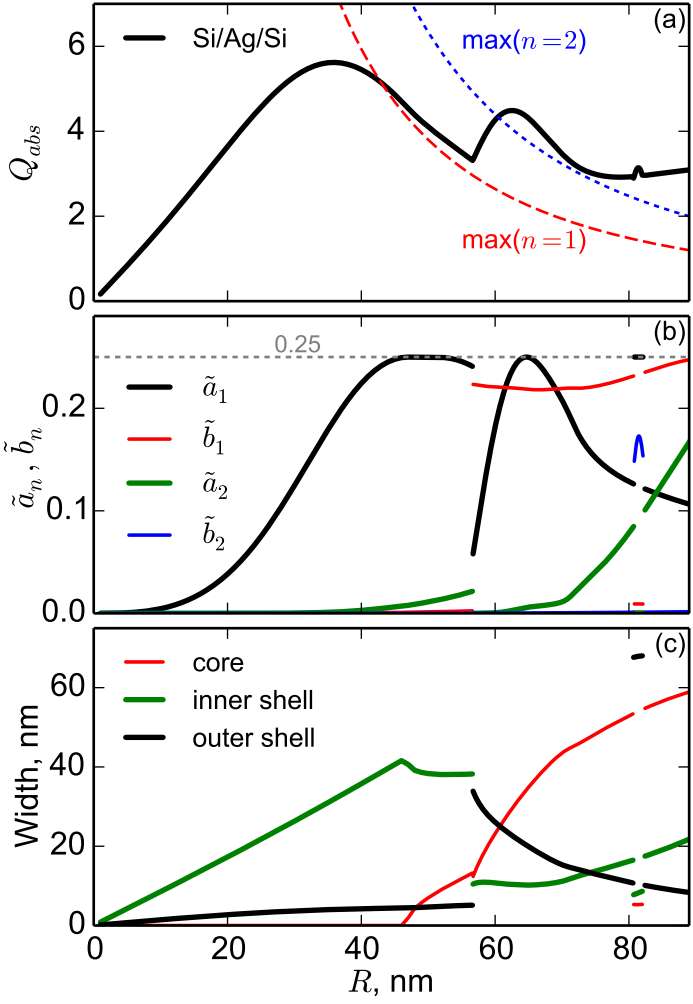 6
4
2
0
Q_abs
Si/Ag/Si
max(n=2)
(a)
max(n=1)
0.2
0.1
0.0
ã_n, b̃_n
0.25
(b)
ã_1
b̃_1
ã_2
b̃_2
60
40
20
0
Width, nm
core
inner shell
outer shell
(c)
0 20 40 60 80
R, nm